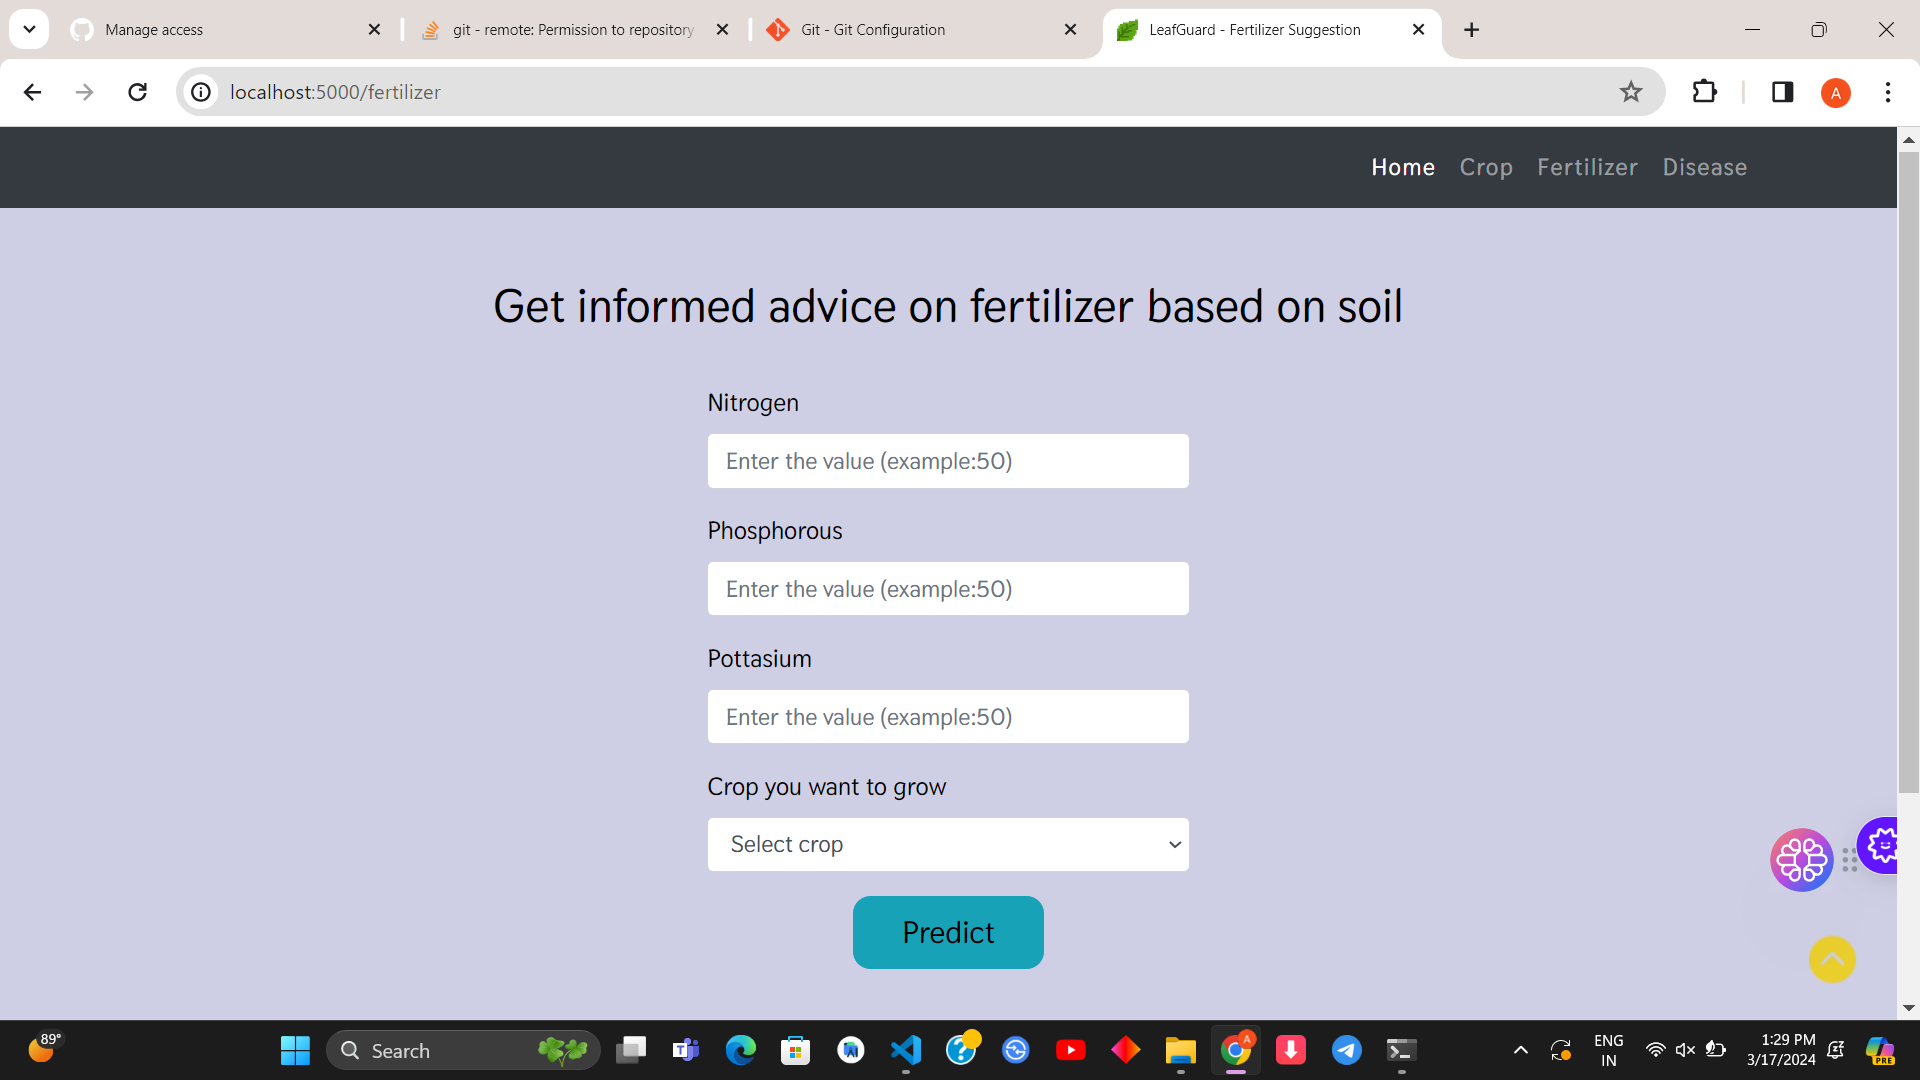 Manage access
git - remote: Permission to repository
Git - Git Configuration
LeafGuard - Fertilizer Suggestion
localhost:5000/fertilizer
A
Home Crop Fertilizer Disease
Get informed advice on fertilizer based on soil
Nitrogen
Enter the value (example:50)
Phosphorous
Enter the value (example:50)
Pottasium
Enter the value (example:50)
Crop you want to grow
Select crop
Predict
89°
Search
A
ENG
IN
1:29 PM
3/17/2024
PRE